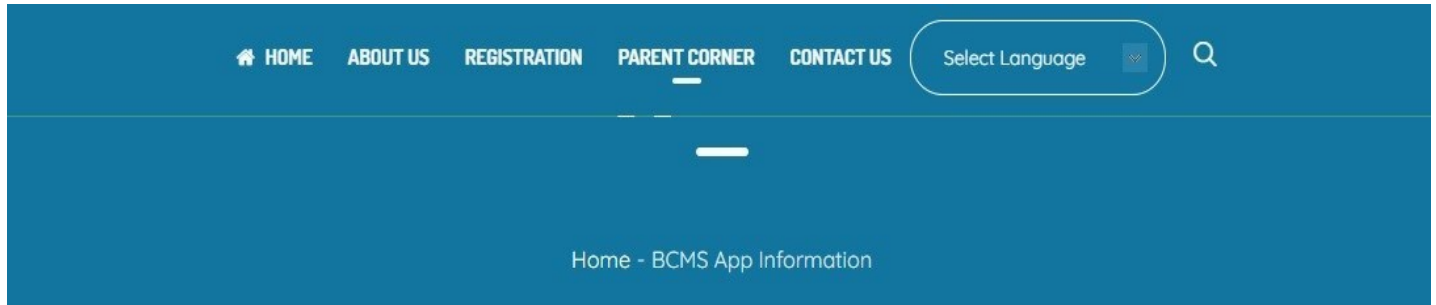 HOME ABOUT US REGISTRATION PARENT CORNER CONTACT US Select Language
Home - BCMS App Information